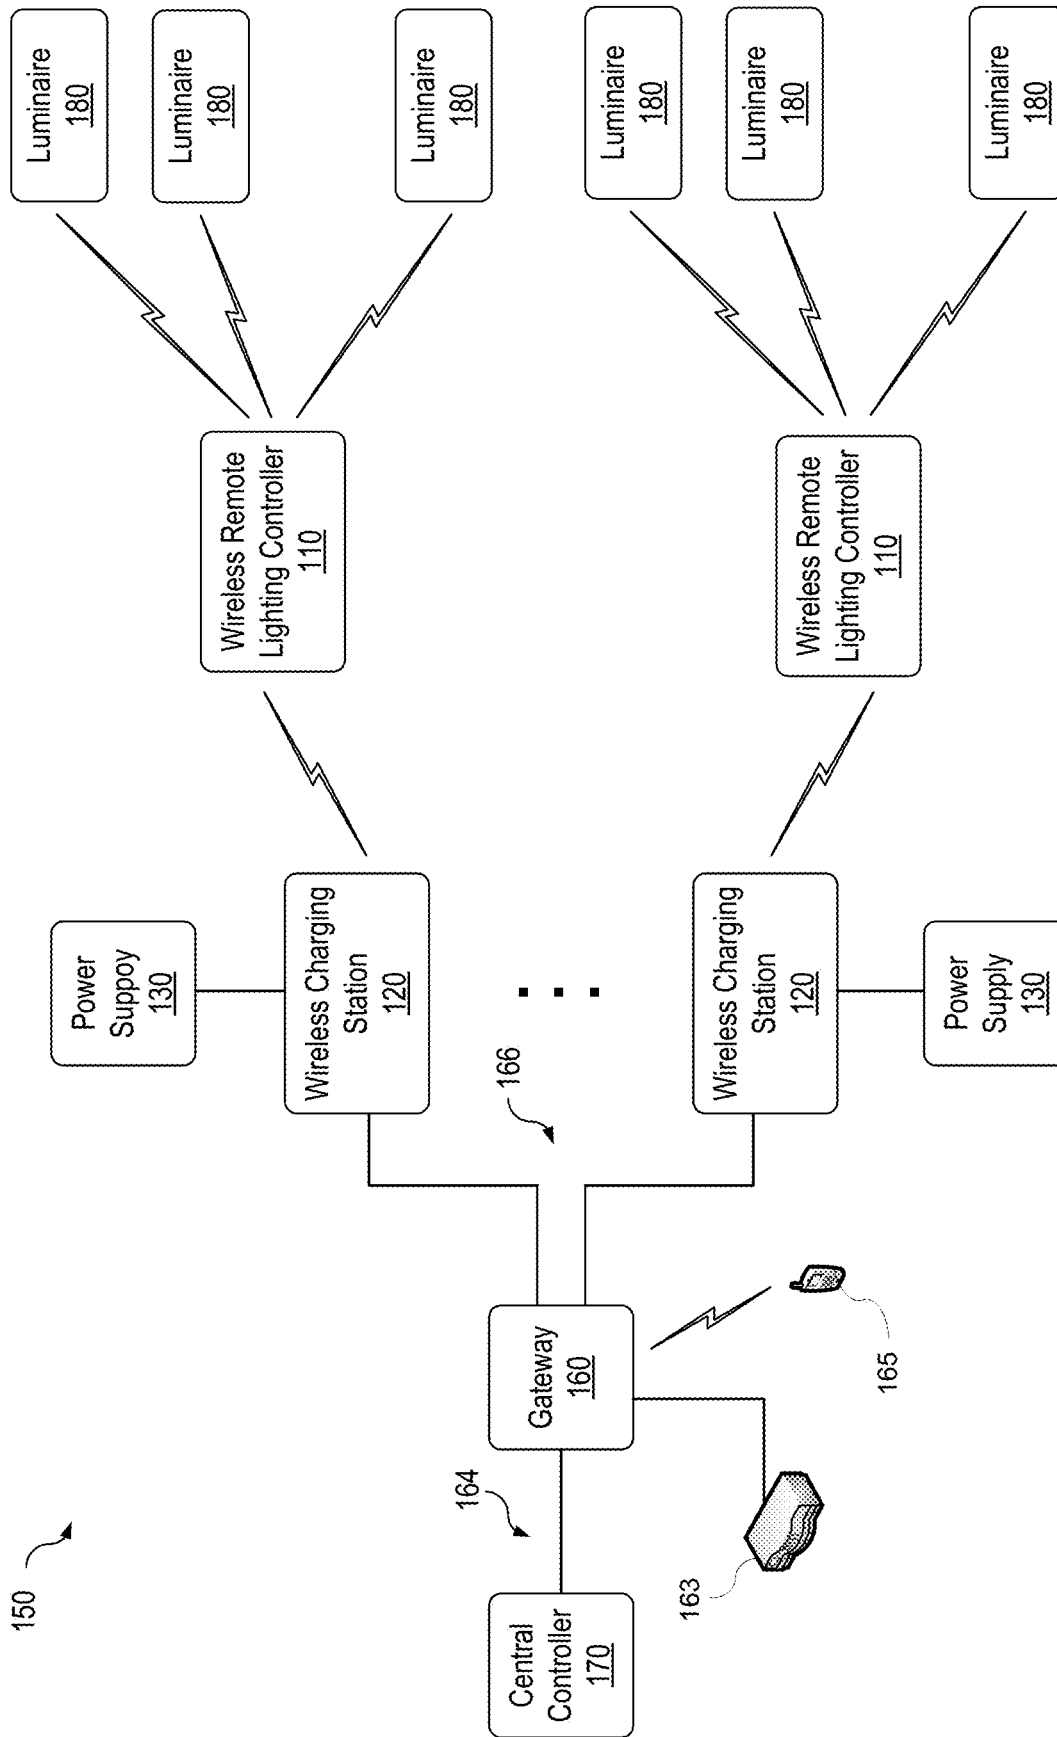 150
Central
Controller
170
164
Gateway
160
163
165
166
Power
Suppoy
130
Wireless Charging
Station
120
Wireless Charging
Station
120
Power
Supply
130
Wireless Remote
Lighting Controller
110
Wireless Remote
Lighting Controller
110
Luminaire
180
Luminaire
180
Luminaire
180
Luminaire
180
Luminaire
180
Luminaire
180